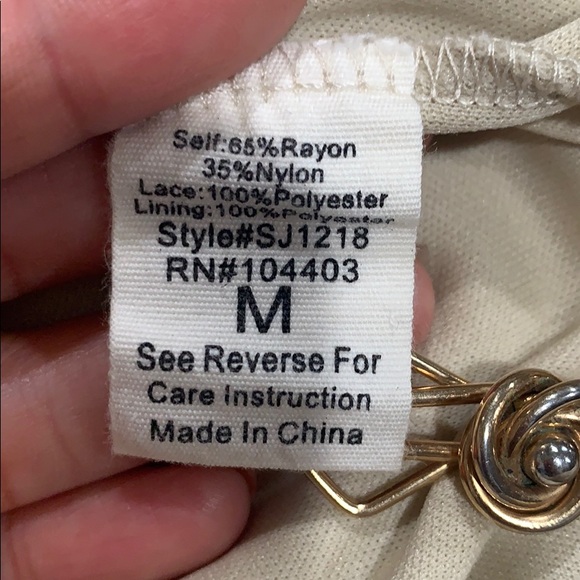 Self:65%Rayon
35%Nylon
Lace:100%Polyester
Lining:100%Polyester
Style#SJ1218
RN#104403
M
See Reverse For
Care Instruction
Made In China